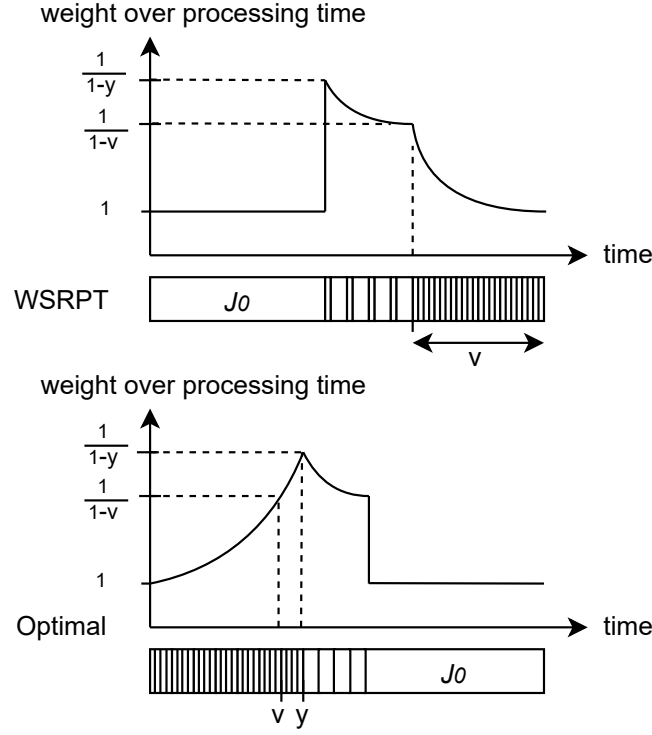 weight over processing time
1
1-y
1
1-v
1
time
WSRPT
J0
v
weight over processing time
1
1-y
1
1-v
1
time
Optimal
J0
v y